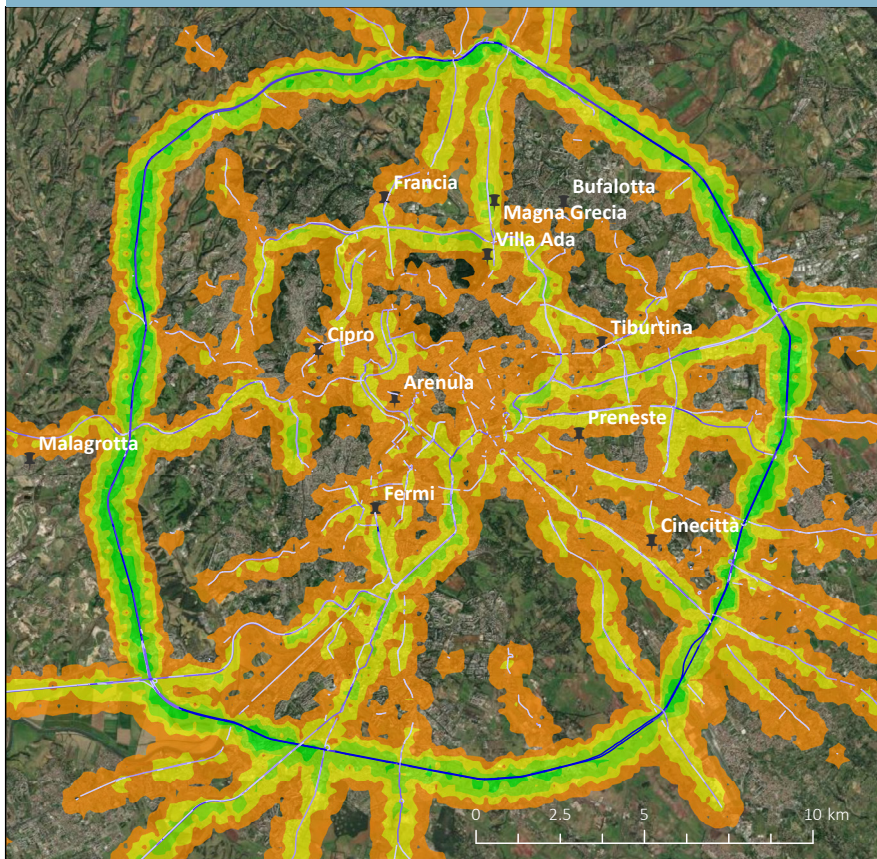 Francia
Bufalotta
Magna Grecia
Villa Ada
Cipro
Tiburtina
Arenula
Preneste
Malagrotta
Fermi
Cinecittà
0 2.5 5 10 km